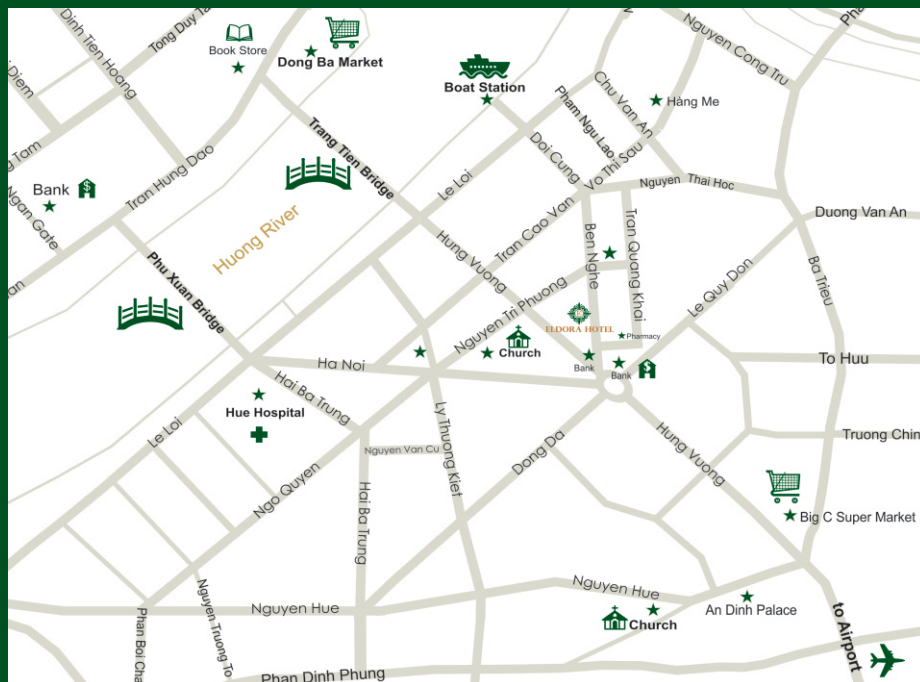 Dinh Tien Hoang
Tong Duy Ta
Book Store
Dong Ba Market
Boat Station
Nguyen Cong Tru
Pha
Diem
Chu Van An
Hàng Me
Pham Ngu Lao
Trang Tien Bridge
Doi Cung
Vo Thi Sau
g Tam
Tran Hung Dao
Le Loi
Nguyen Thai Hoc
Bank
Ngan Gate
Duong Van An
Huong River
Tran Cao Van
Ben Nghe
Tran Quang Khai
Hung Vuong
Ba Trieu
an
Phu Xuan Bridge
Le Quy Don
Nguyen Tri Phuong
ELDORA HOTEL
Pharmacy
Church
Ha Noi
Bank
Bank
To Huu
Hai Ba Trung
Hue Hospital
Ly Thuong Kiet
Le Loi
Nguyen Van Cu
Dong Da
Hung Vuong
Truong Chin
Ngo Quyen
Hai Ba Trung
Big C Super Market
Nguyen Hue
Nguyen Hue
An Dinh Palace
Church
Phan Boi Cha
Nguyen Truong To
to Airport
Phan Dinh Phung